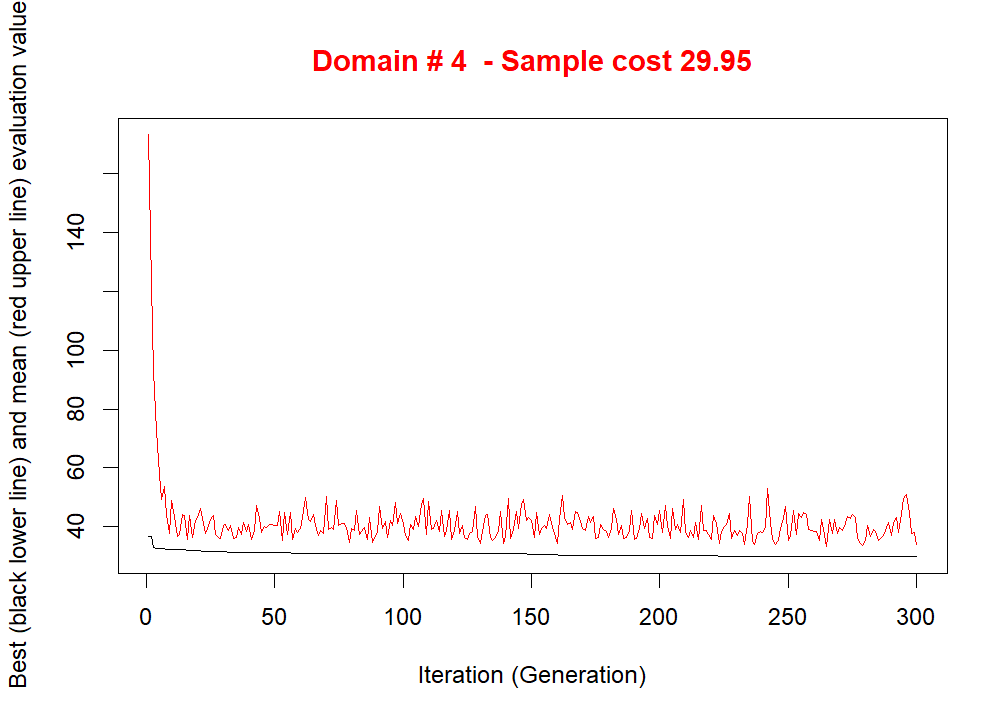 Domain # 4  - Sample cost 29.95
Best (black lower line) and mean (red upper line) evaluation value
140
100
80
60
40
0 50 100 150 200 250 300
Iteration (Generation)